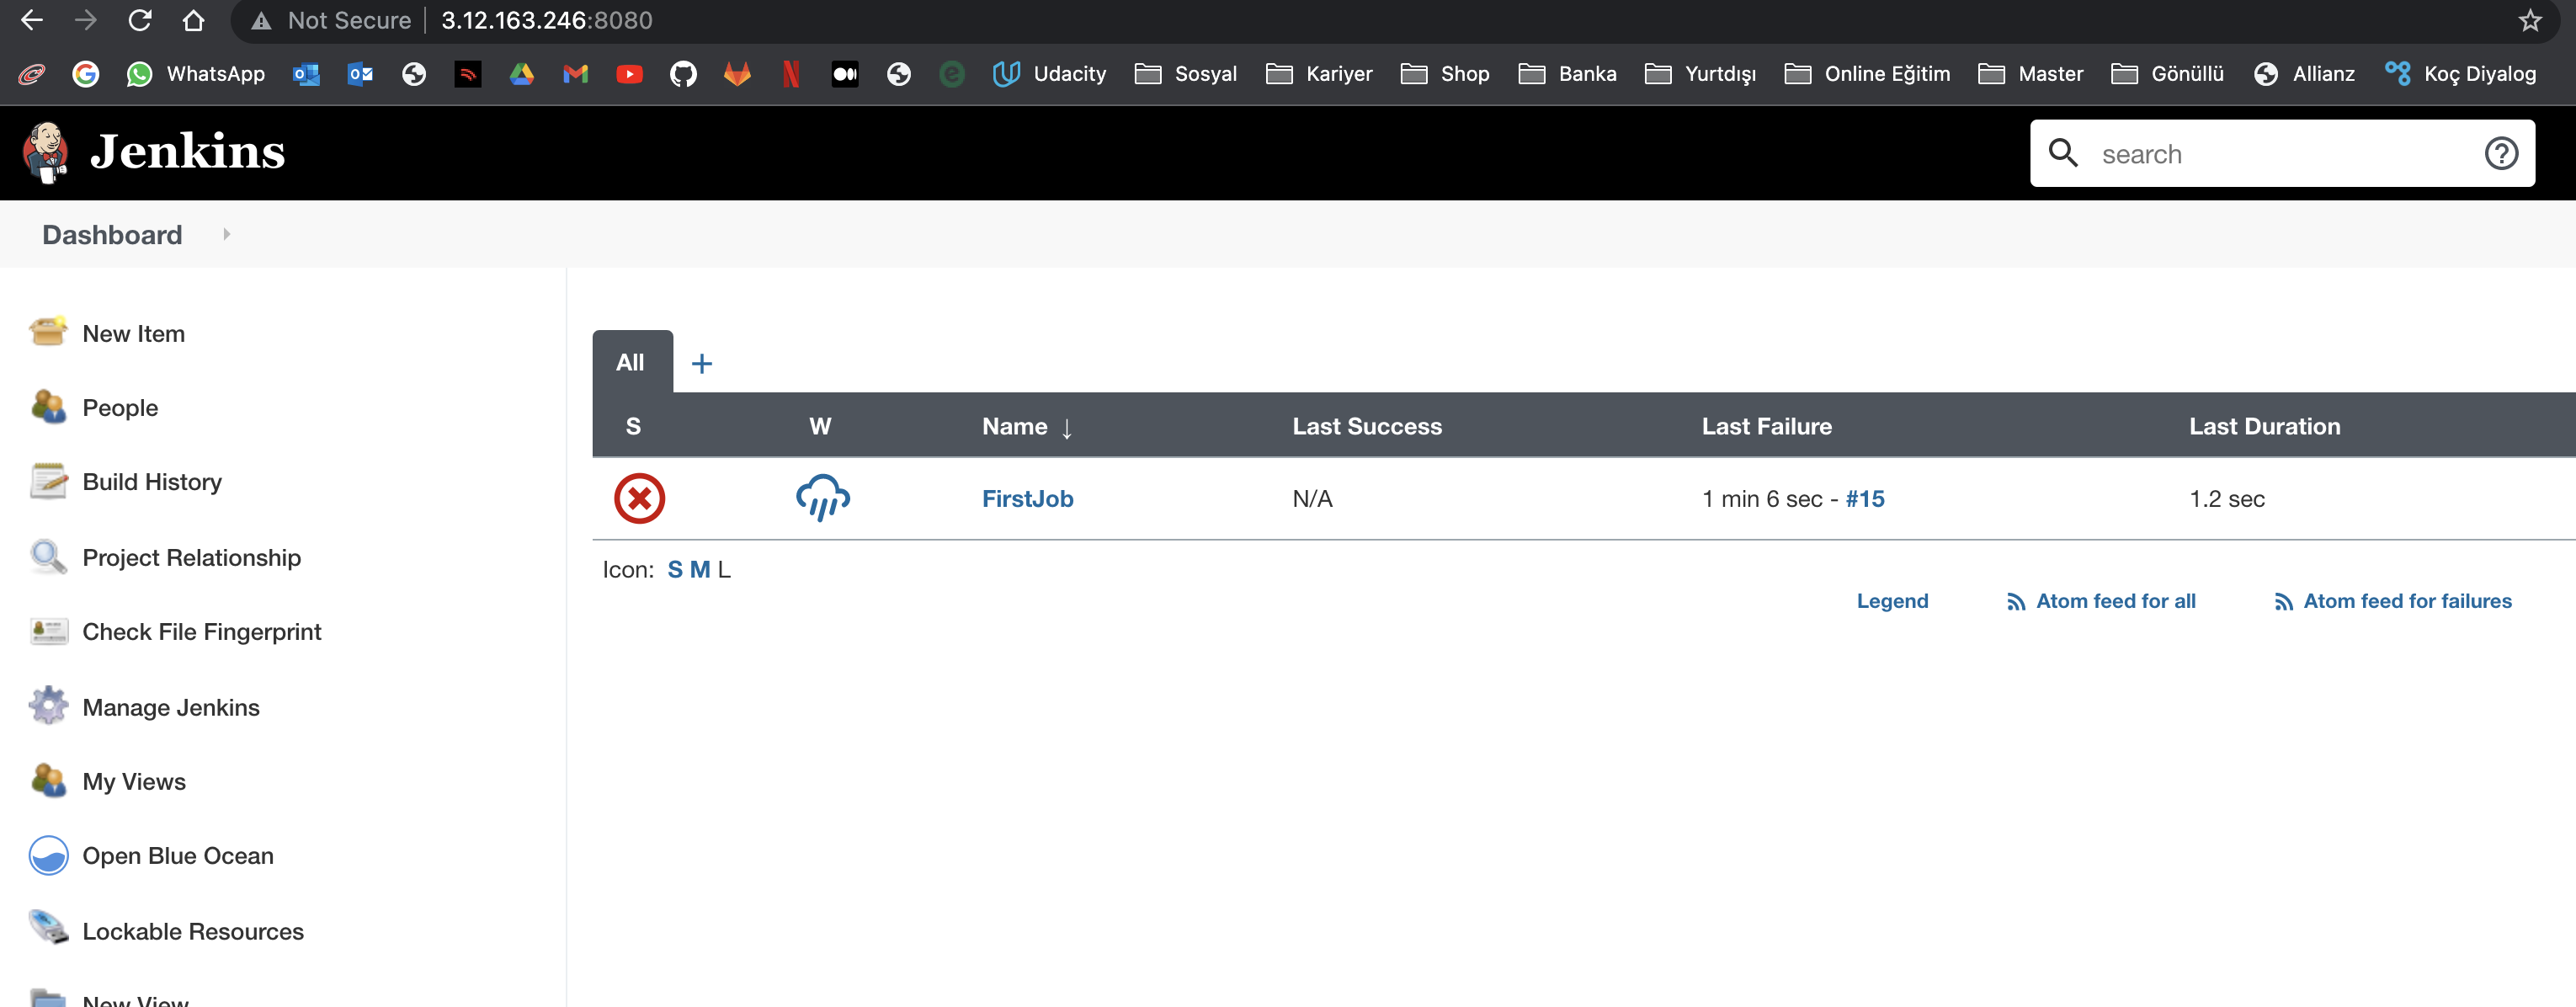 Not Secure | 3.12.163.246:8080
WhatsApp Udacity Sosyal Kariyer Shop Banka Yurtdışı Online Eğitim Master Gönüllü Allianz Koç Diyalog
Jenkins
search
Dashboard
New Item
People
Build History
Project Relationship
Check File Fingerprint
Manage Jenkins
My Views
Open Blue Ocean
Lockable Resources
New View
All +
S W Name ↓ Last Success Last Failure Last Duration
FirstJob N/A 1 min 6 sec - #15 1.2 sec
Icon: S M L
Legend Atom feed for all Atom feed for failures